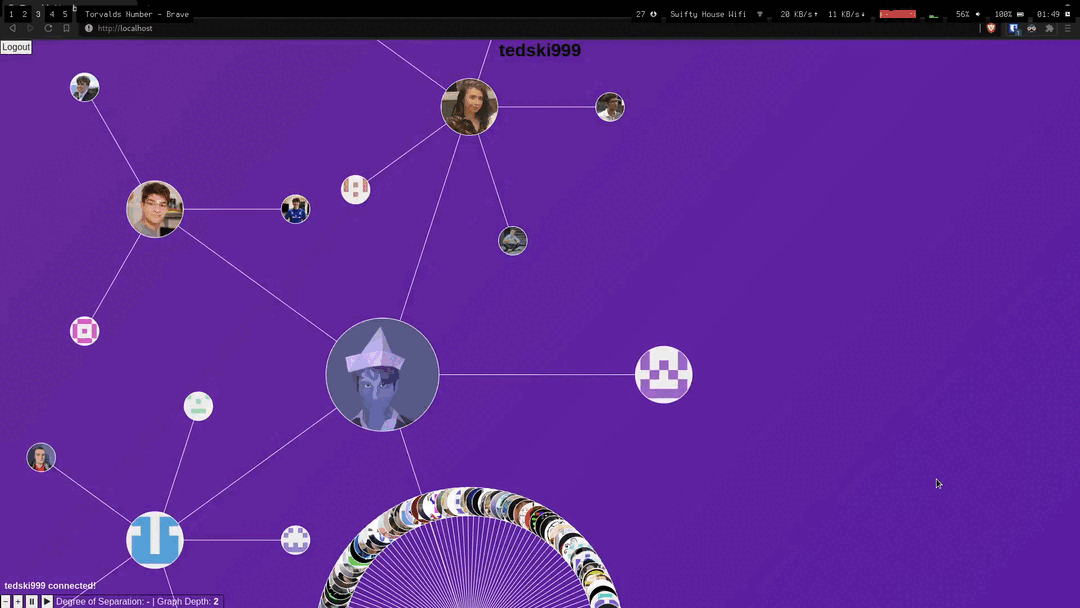 1 2 3 4 5 Torvalds Number - Brave 27 Swifty House Wifi 20 KB/s↑ 11 KB/s↓ 56% 100% 01:49
http://localhost
Logout
tedski999
tedski999 connected!
Degree of Separation: - | Graph Depth: 2